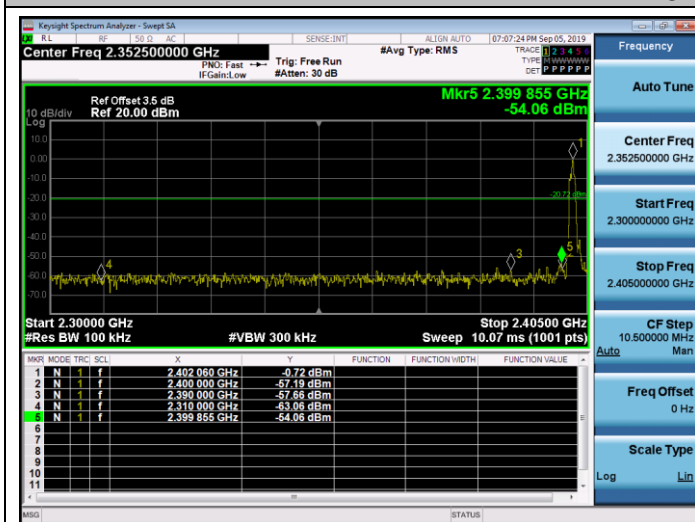 Keysight Spectrum Analyzer - Swept SA
RL RF 50 Ω AC SENSE:INT ALIGN AUTO 07:07:24 PM Sep 05, 2019
Center Freq 2.352500000 GHz
PNO: Fast
IFGain:Low
Trig: Free Run
#Atten: 30 dB
#Avg Type: RMS
TRACE 1 2 3 4 5 6
TYPE M W W W W W
DET P P P P P P
Mkr5 2.399 855 GHz
-54.06 dBm
Ref Offset 3.5 dB
Ref 20.00 dBm
10 dB/div
Log
10.0
0.00
-10.0
-20.0
-30.0
-40.0
-50.0
-60.0
-70.0
-20.72 dBm
1
3
4
5
Start 2.30000 GHz
Stop 2.40500 GHz
#Res BW 100 kHz #VBW 300 kHz Sweep 10.07 ms (1001 pts)
MKR MODE TRC SCL X Y FUNCTION FUNCTION WIDTH FUNCTION VALUE
1 N 1 f 2.402 060 GHz -0.72 dBm
2 N 1 f 2.400 000 GHz -57.19 dBm
3 N 1 f 2.390 000 GHz -57.66 dBm
4 N 1 f 2.310 000 GHz -63.06 dBm
5 N 1 f 2.399 855 GHz -54.06 dBm
6
7
8
9
10
11
MSG STATUS
Frequency
Auto Tune
Center Freq
2.352500000 GHz
Start Freq
2.300000000 GHz
Stop Freq
2.405000000 GHz
CF Step
10.500000 MHz
Auto Man
Freq Offset
0 Hz
Scale Type
Log Lin